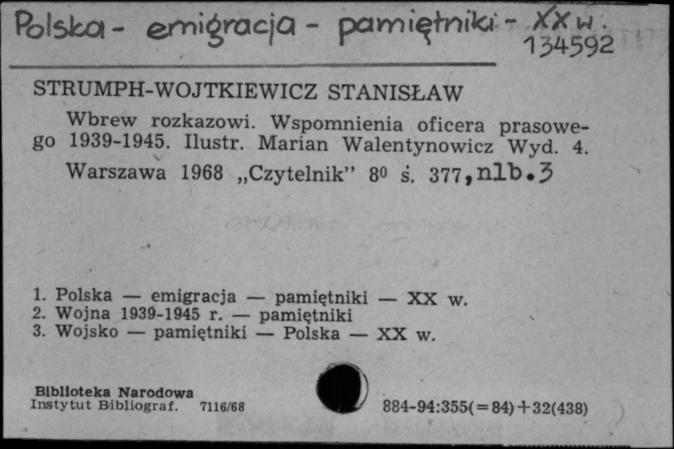 Polska - emigracja - pamiętniki - XX w.
134592
STRUMPH-WOJTKIEWICZ STANISŁAW
Wbrew rozkazowi. Wspomnienia oficera prasowe-
go 1939-1945. Ilustr. Marian Walentynowicz Wyd. 4.
Warszawa 1968 „Czytelnik” 8⁰ ś. 377, nlb. 3
1. Polska — emigracja — pamiętniki — XX w.
2. Wojna 1939-1945 r. — pamiętniki
3. Wojsko — pamiętniki — Polska — XX w.
Biblioteka Narodowa
Instytut Bibliograf. 7116/68
884-94:355(=84)+32(438)